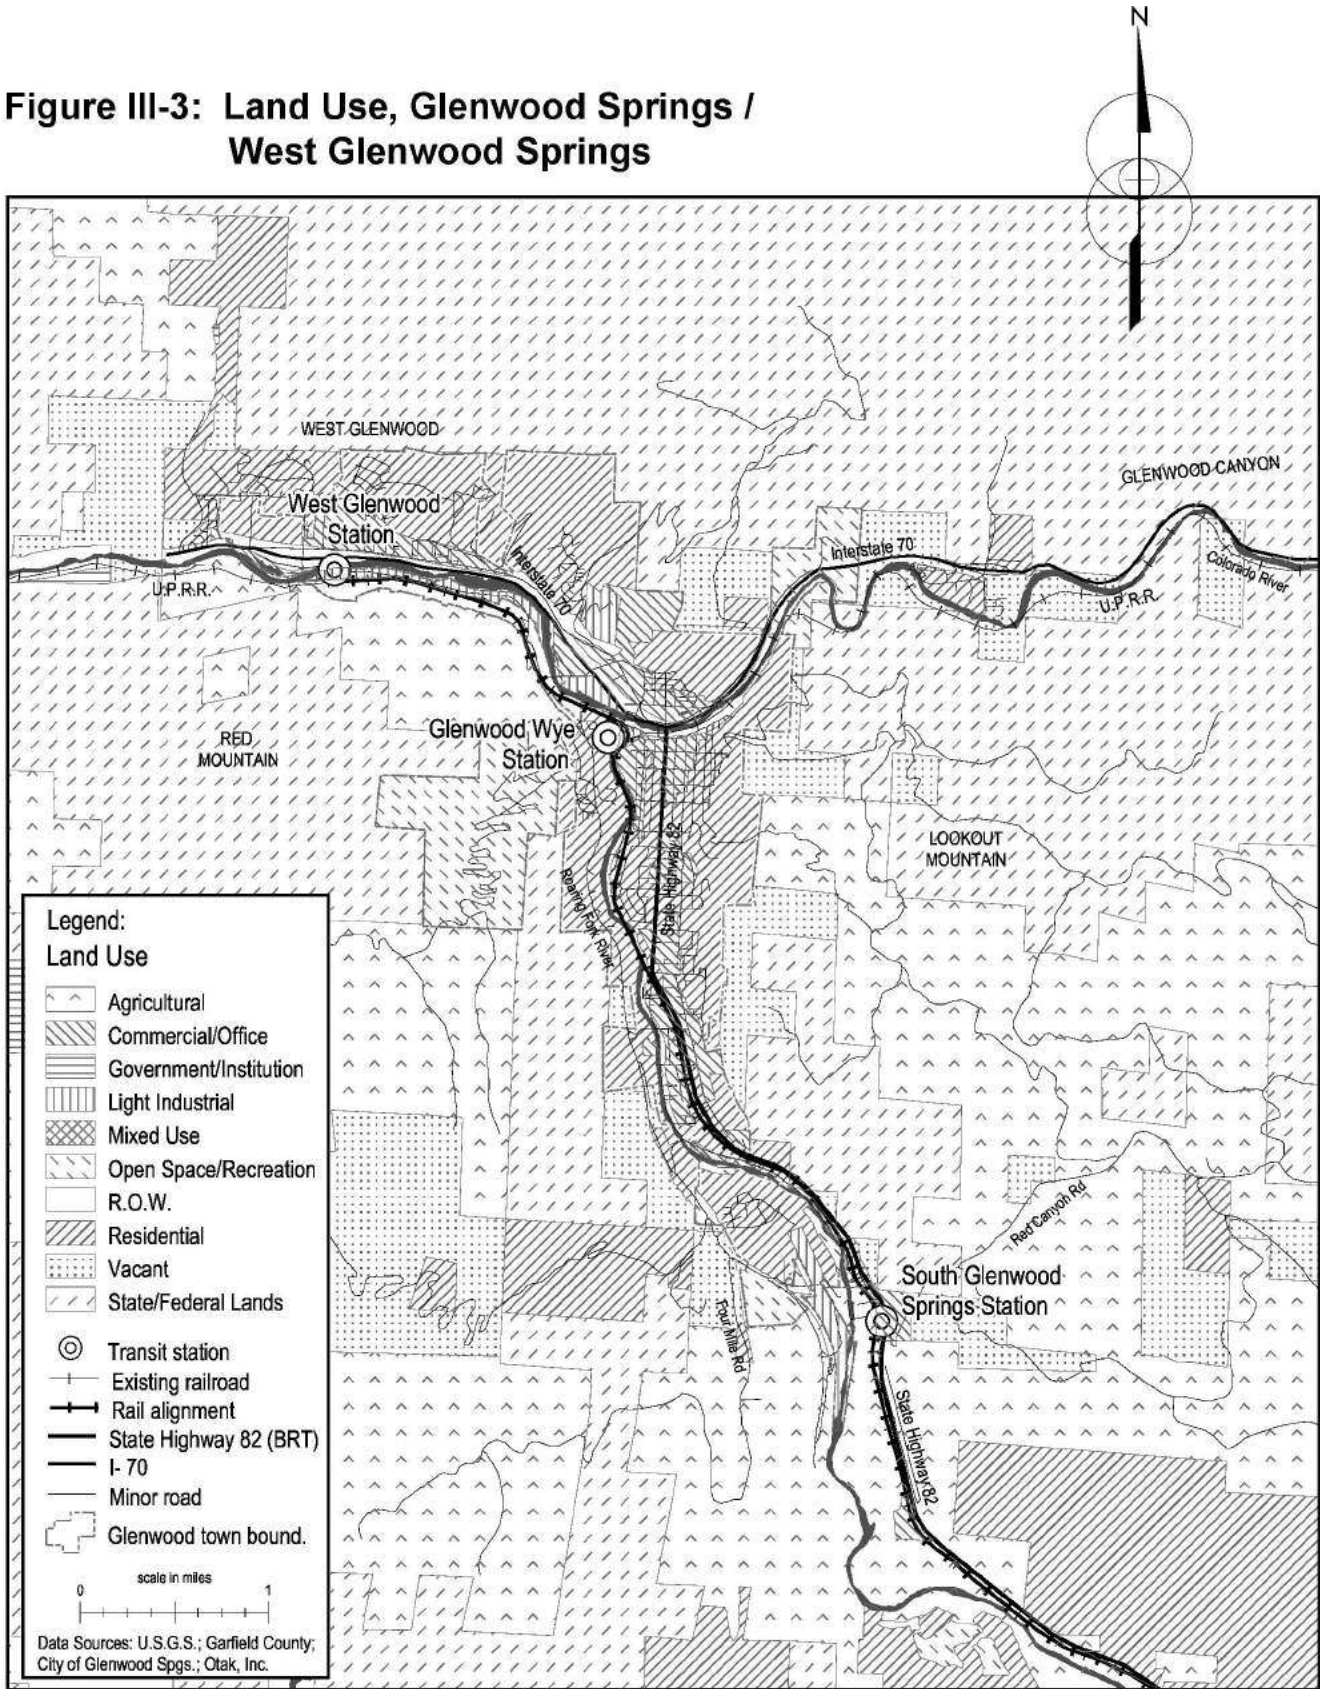 N
Figure III-3: Land Use, Glenwood Springs /
West Glenwood Springs
WEST GLENWOOD
GLENWOOD CANYON
West Glenwood
Station
Interstate 70
Interstate 70
Colorado River
U.P.R.R.
U.P.R.R.
Glenwood Wye
Station
RED
MOUNTAIN
State Highway 82
LOOKOUT
MOUNTAIN
Roaring Fork River
Legend:
Land Use
Agricultural
Commercial/Office
Government/Institution
Light Industrial
Mixed Use
Open Space/Recreation
R.O.W.
Residential
Vacant
State/Federal Lands
Transit station
Existing railroad
Rail alignment
State Highway 82 (BRT)
I- 70
Minor road
Glenwood town bound.
scale in miles
0 1
Data Sources: U.S.G.S.; Garfield County;
City of Glenwood Spgs.; Otak, Inc.
Red Canyon Rd
South Glenwood
Springs Station
Four Mile Rd
State Highway 82